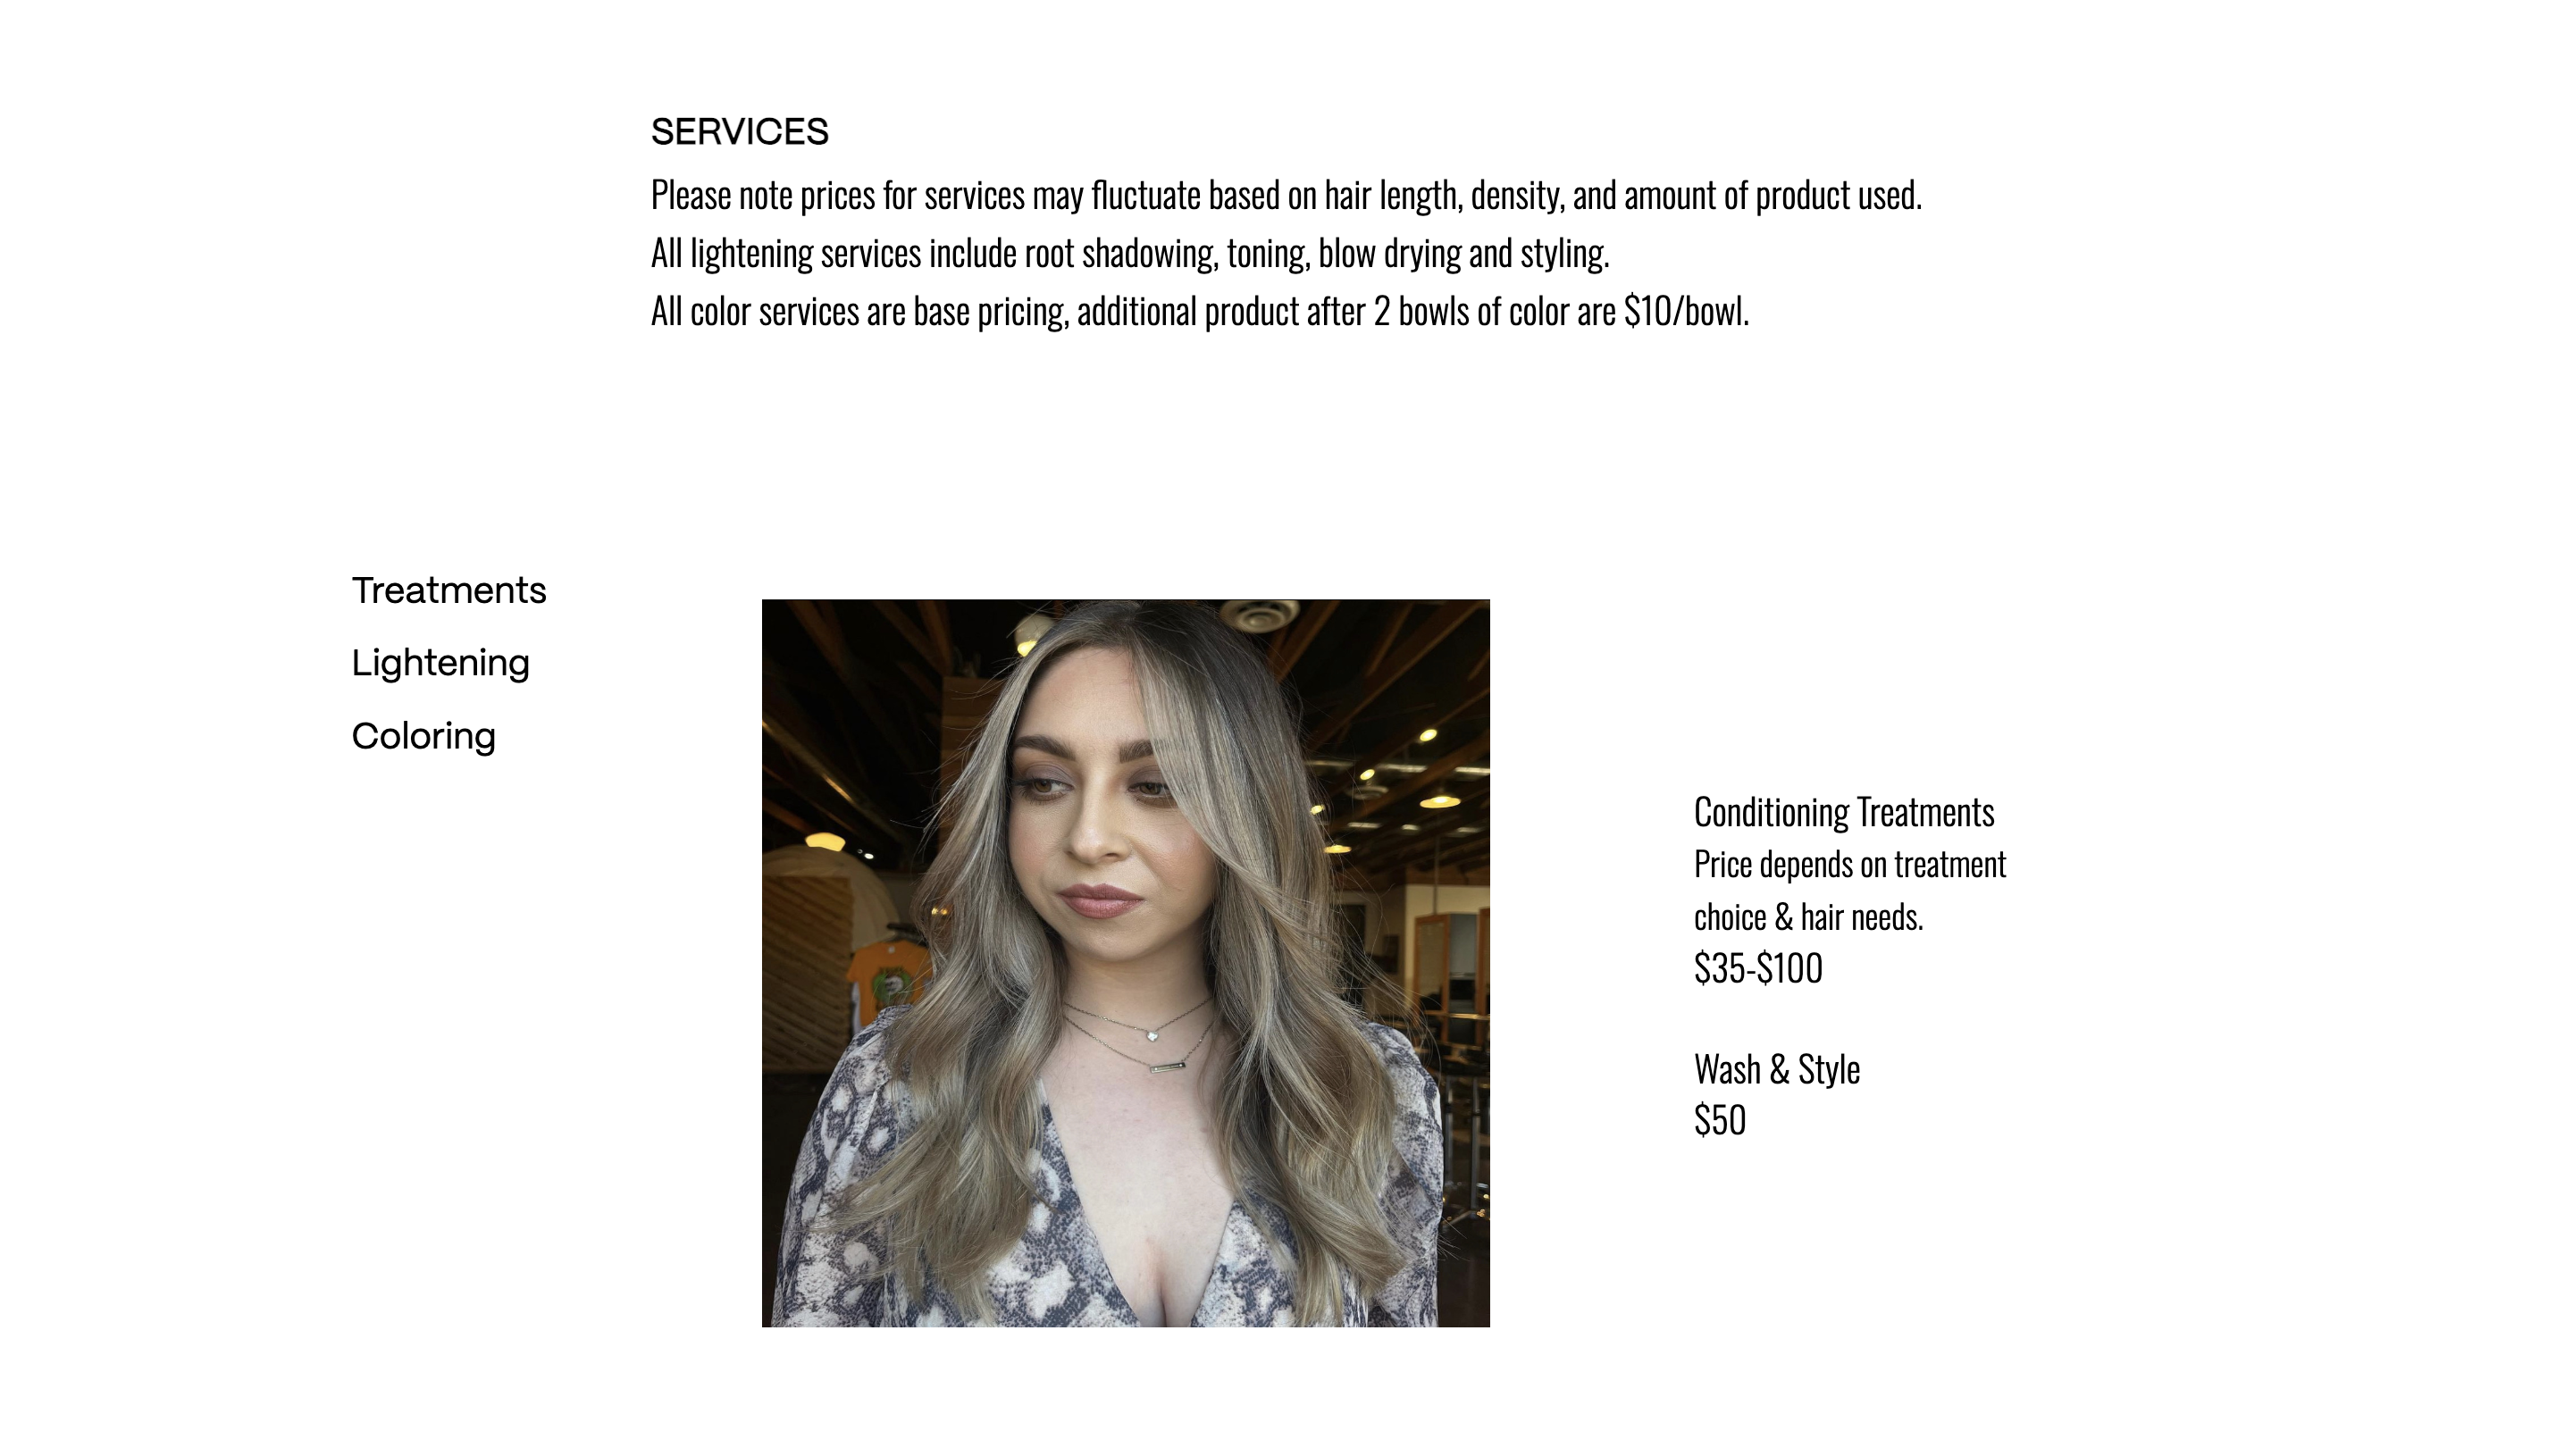 SERVICES
Please note prices for services may fluctuate based on hair length, density, and amount of product used.
All lightening services include root shadowing, toning, blow drying and styling.
All color services are base pricing, additional product after 2 bowls of color are $10/bowl.
Treatments
Lightening
Coloring
Conditioning Treatments
Price depends on treatment
choice & hair needs.
$35-$100
Wash & Style
$50